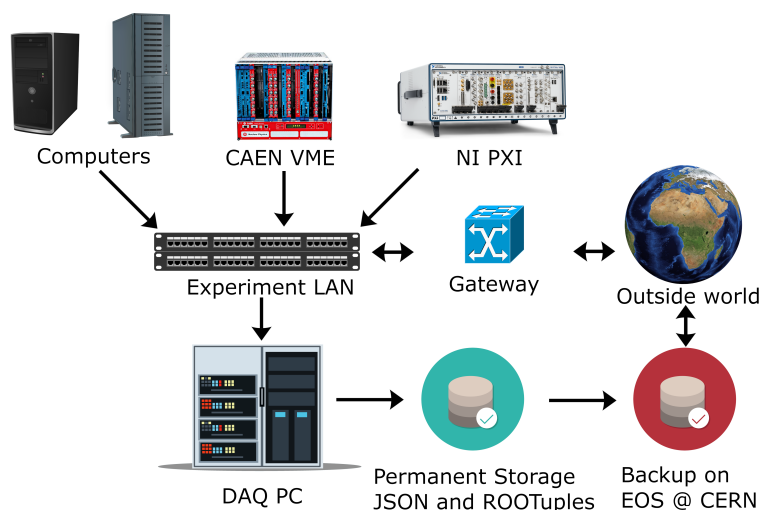 Computers
CAEN VME
NI PXI
Experiment LAN
Gateway
Outside world
DAQ PC
Permanent Storage
JSON and ROOTuples
Backup on
EOS @ CERN